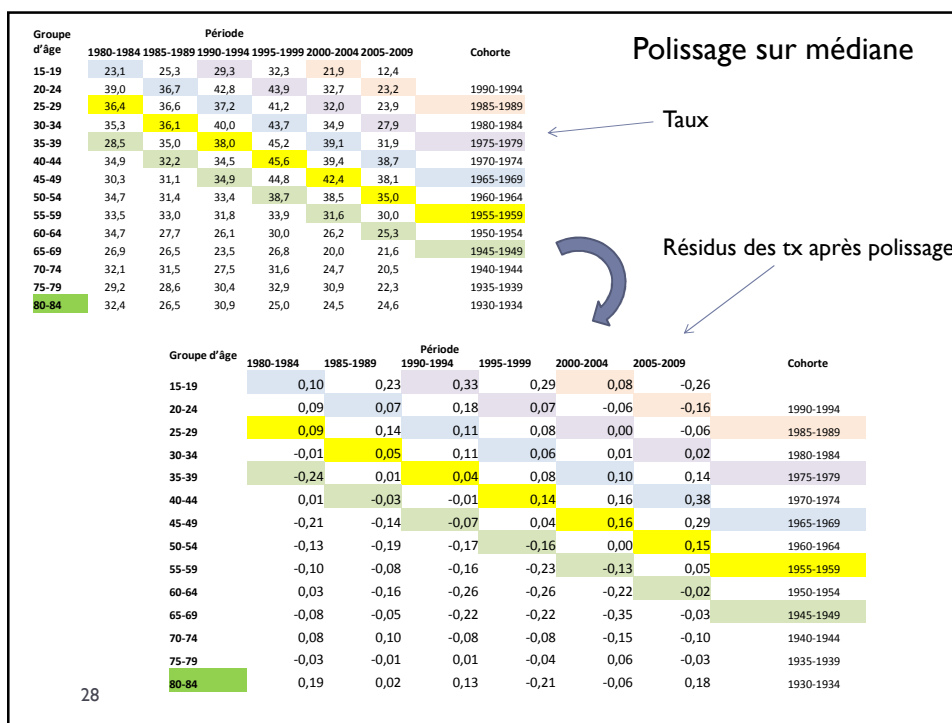 Polissage sur médiane
Groupe Période
d'âge 1980-1984 1985-1989 1990-1994 1995-1999 2000-2004 2005-2009 Cohorte
15-19 23,1 25,3 29,3 32,3 21,9 12,4
20-24 39,0 36,7 42,8 43,9 32,7 23,2 1990-1994
25-29 36,4 36,6 37,2 41,2 32,0 23,9 1985-1989
30-34 35,3 36,1 40,0 43,7 34,9 27,9 1980-1984
35-39 28,5 35,0 38,0 45,2 39,1 31,9 1975-1979
40-44 34,9 32,2 34,5 45,6 39,4 38,7 1970-1974
45-49 30,3 31,1 34,9 44,8 42,4 38,1 1965-1969
50-54 34,7 31,4 33,4 38,7 38,5 35,0 1960-1964
55-59 33,5 33,0 31,8 33,9 31,6 30,0 1955-1959
60-64 34,7 27,7 26,1 30,0 26,2 25,3 1950-1954
65-69 26,9 26,5 23,5 26,8 20,0 21,6 1945-1949
70-74 32,1 31,5 27,5 31,6 24,7 20,5 1940-1944
75-79 29,2 28,6 30,4 32,9 30,9 22,3 1935-1939
80-84 32,4 26,5 30,9 25,0 24,5 24,6 1930-1934
Taux
Résidus des tx après polissage
Période
Groupe d'âge 1980-1984 1985-1989 1990-1994 1995-1999 2000-2004 2005-2009 Cohorte
15-19 0,10 0,23 0,33 0,29 0,08 -0,26
20-24 0,09 0,07 0,18 0,07 -0,06 -0,16 1990-1994
25-29 0,09 0,14 0,11 0,08 0,00 -0,06 1985-1989
30-34 -0,01 0,05 0,11 0,06 0,01 0,02 1980-1984
35-39 -0,24 0,01 0,04 0,08 0,10 0,14 1975-1979
40-44 0,01 -0,03 -0,01 0,14 0,16 0,38 1970-1974
45-49 -0,21 -0,14 -0,07 0,04 0,16 0,29 1965-1969
50-54 -0,13 -0,19 -0,17 -0,16 0,00 0,15 1960-1964
55-59 -0,10 -0,08 -0,16 -0,23 -0,13 0,05 1955-1959
60-64 0,03 -0,16 -0,26 -0,26 -0,22 -0,02 1950-1954
65-69 -0,08 -0,05 -0,22 -0,22 -0,35 -0,03 1945-1949
70-74 0,08 0,10 -0,08 -0,08 -0,15 -0,10 1940-1944
75-79 -0,03 -0,01 0,01 -0,04 0,06 -0,03 1935-1939
80-84 0,19 0,02 0,13 -0,21 -0,06 0,18 1930-1934
28